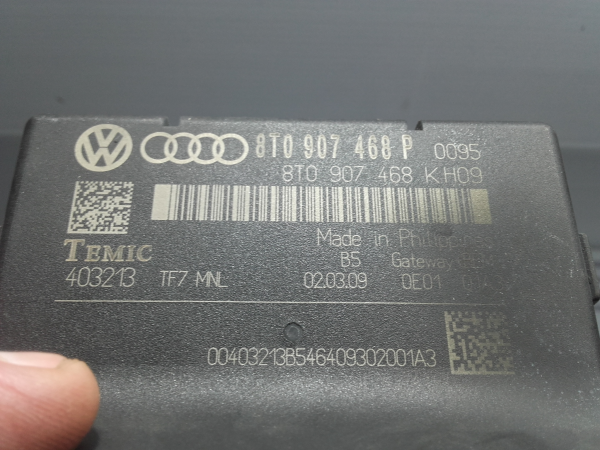 8T0 907 468 P 0095
8T0 907 468 K H09
Made in
TEMIC
B5 Gateway
403213 TF7 MNL 02.03.09 0E01
00403213B546409302001A3